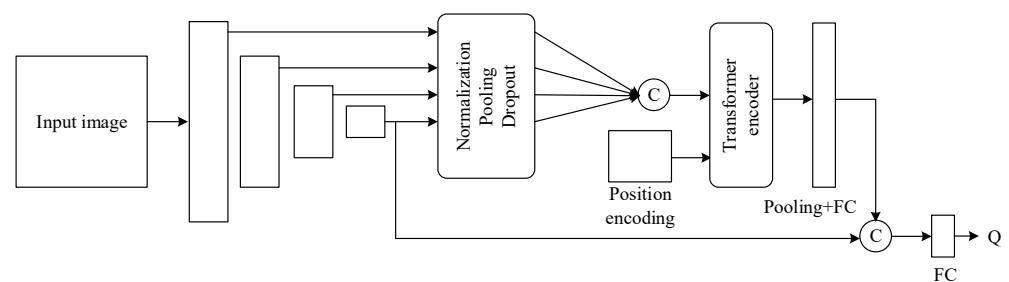 Input image
Normalization
Pooling
Dropout
C
Transformer
encoder
Position
encoding
Pooling+FC
C
Q
FC